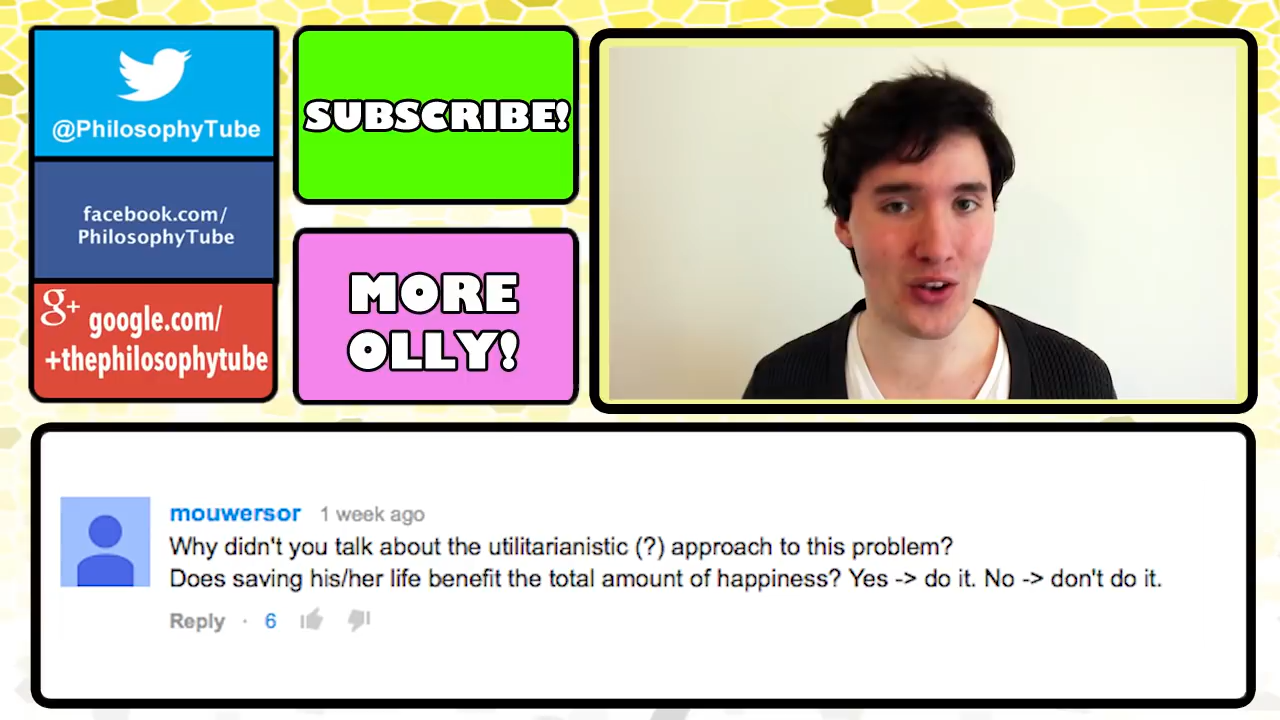 @PhilosophyTube
facebook.com/
PhilosophyTube
g+ google.com/
+thephilosophytube
SUBSCRIBE!
MORE
OLLY!
mouwersor 1 week ago
Why didn't you talk about the utilitarianistic (?) approach to this problem?
Does saving his/her life benefit the total amount of happiness? Yes -> do it. No -> don't do it.
Reply · 6